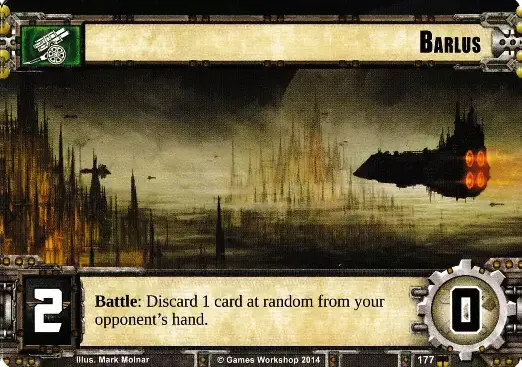 BARLUS
2
Battle: Discard 1 card at random from your
opponent's hand.
0
Illus. Mark Molnar
© Games Workshop 2014
177